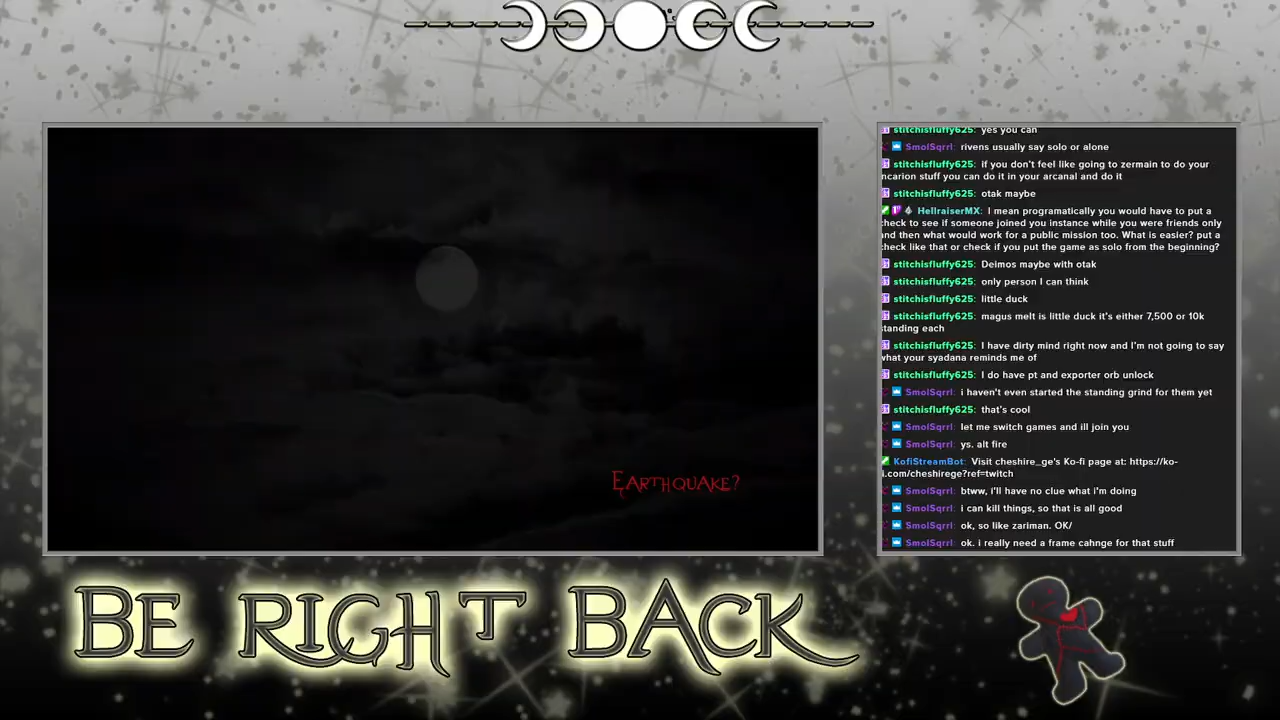 stitchisfluffy625: yes you can
SmolSqrrl: rivens usually say solo or alone
stitchisfluffy625: if you don't feel like going to zermain to do your
ncarion stuff you can do it in your arcanal and do it
stitchisfluffy625: otak maybe
HellraiserMX: I mean programatically you would have to put a
check to see if someone joined you instance while you were friends only
and then what would work for a public mission too. What is easier? put a
check like that or check if you put the game as solo from the beginning?
stitchisfluffy625: Deimos maybe with otak
stitchisfluffy625: only person I can think
stitchisfluffy625: little duck
stitchisfluffy625: magus melt is little duck it's either 7,500 or 10k
standing each
stitchisfluffy625: I have dirty mind right now and I'm not going to say
what your syadana reminds me of
stitchisfluffy625: I do have pt and exporter orb unlock
SmolSqrrl: i haven't even started the standing grind for them yet
stitchisfluffy625: that's cool
SmolSqrrl: let me switch games and ill join you
SmolSqrrl: ys. alt fire
KofiStreamBot: Visit cheshire_ge's Ko-fi page at: https://ko-
i.com/cheshirege?ref=twitch
SmolSqrrl: btww, i'll have no clue what i'm doing
SmolSqrrl: i can kill things, so that is all good
SmolSqrrl: ok, so like zariman. OK/
SmolSqrrl: ok. i really need a frame cahnge for that stuff
Earthquake?
Be Right Back